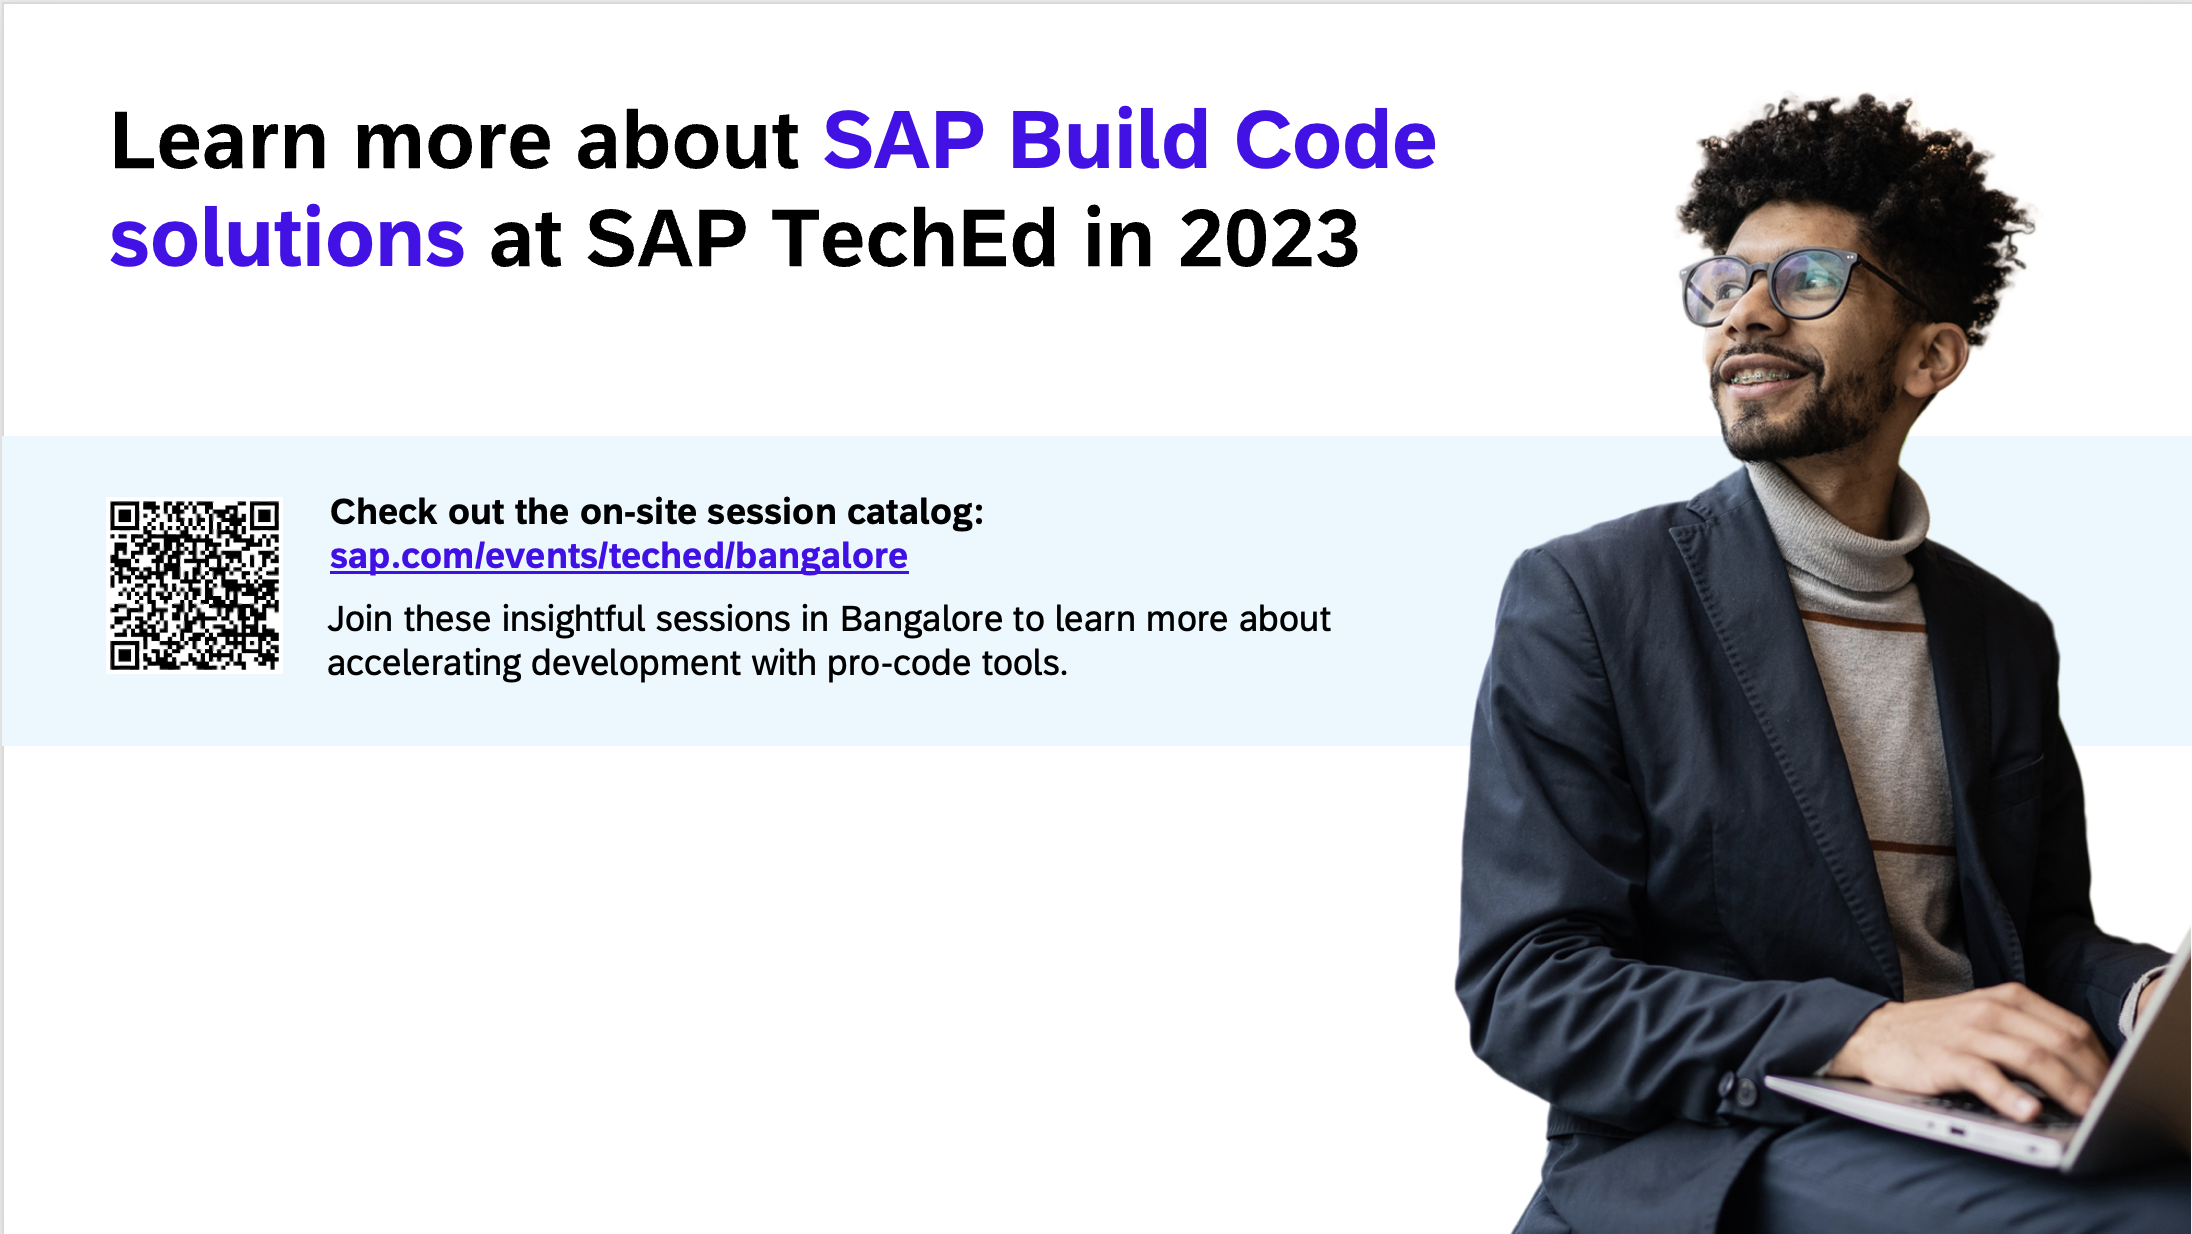 Learn more about SAP Build Code
solutions at SAP TechEd in 2023
Check out the on-site session catalog:
sap.com/events/teched/bangalore
Join these insightful sessions in Bangalore to learn more about
accelerating development with pro-code tools.